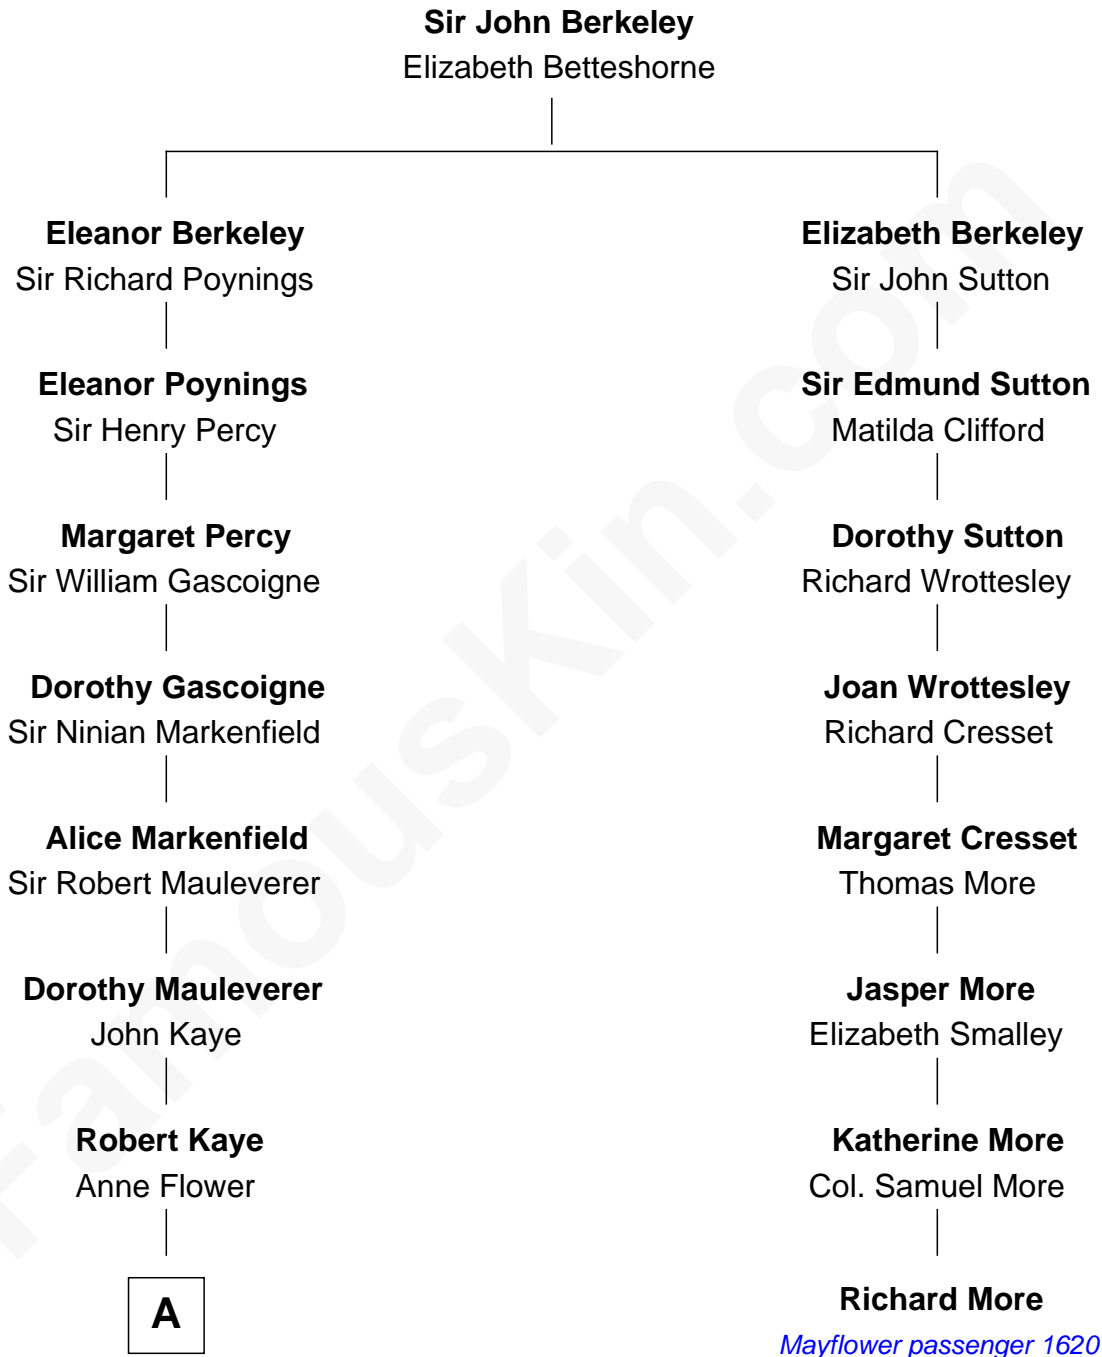 Sir John Berkeley
Elizabeth Betteshorne
Eleanor Berkeley
Sir Richard Poynings
Eleanor Poynings
Sir Henry Percy
Margaret Percy
Sir William Gascoigne
Dorothy Gascoigne
Sir Ninian Markenfield
Alice Markenfield
Sir Robert Mauleverer
Dorothy Mauleverer
John Kaye
Robert Kaye
Anne Flower
A
Elizabeth Berkeley
Sir John Sutton
Sir Edmund Sutton
Matilda Clifford
Dorothy Sutton
Richard Wrottesley
Joan Wrottesley
Richard Cresset
Margaret Cresset
Thomas More
Jasper More
Elizabeth Smalley
Katherine More
Col. Samuel More
Richard More
Mayflower passenger 1620
FamousKin.com